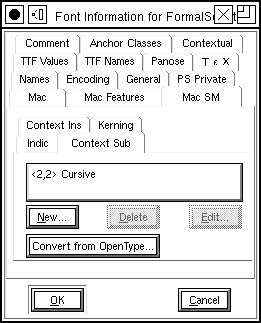 Font Information for FormalS
Comment Anchor Classes Contextual
TTF Values TTF Names Panose Τ ε Χ
Names Encoding General PS Private
Mac Mac Features Mac SM
Context Ins Kerning
Indic Context Sub
<2,2> Cursive
New... Delete Edit...
Convert from OpenType...
OK Cancel